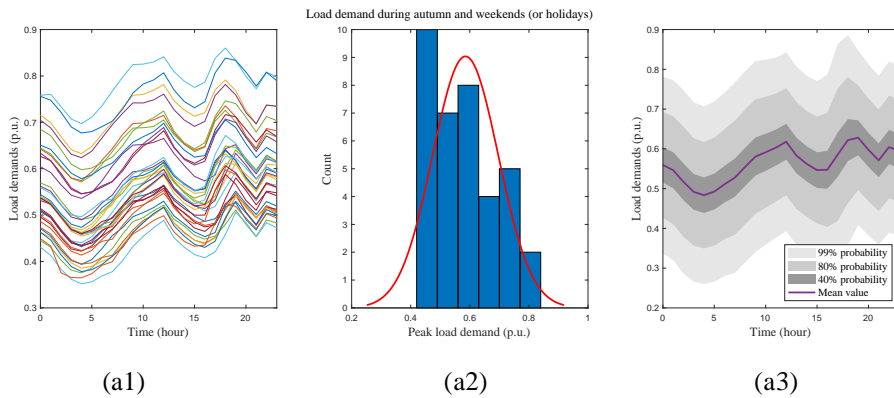 Load demand during autumn and weekends (or holidays)
Load demands (p.u.)
0.9
0.8
0.7
0.6
0.5
0.4
0.3
0 5 10 15 20
Time (hour)
(a1)
Count
10
9
8
7
6
5
4
3
2
1
0
0.2 0.4 0.6 0.8 1
Peak load demand (p.u.)
(a2)
Load demands (p.u.)
0.9
0.8
0.7
0.6
0.5
0.4
0.3
0.2
99% probability
80% probability
40% probability
Mean value
0 5 10 15 20
Time (hour)
(a3)